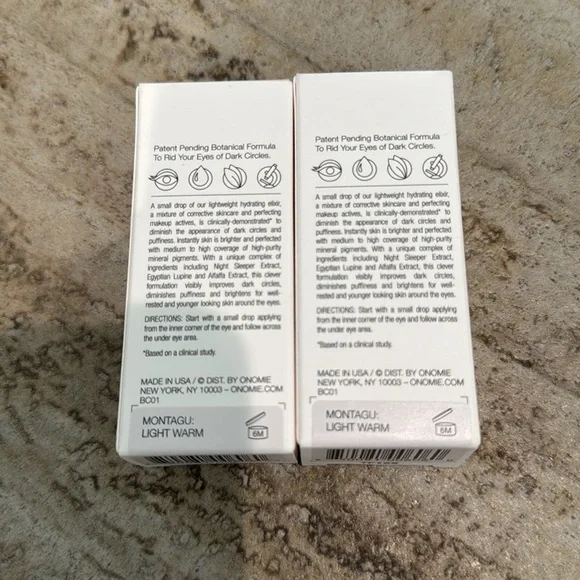 Patent Pending Botanical Formula
To Rid Your Eyes of Dark Circles.
A small drop of our lightweight hydrating elixir,
a mixture of corrective skincare and perfecting
makeup actives, is clinically-demonstrated* to
diminish the appearance of dark circles and
puffiness. Instantly skin is brighter and perfected
with medium to high coverage of high-purity
mineral pigments. With a unique complex of
ingredients including Night Sleeper Extract,
Egyptian Lupine and Alfalfa Extract, this clever
formulation visibly improves dark circles,
diminishes puffiness and brightens for well-
rested and younger looking skin around the eyes.
DIRECTIONS: Start with a small drop applying
from the inner corner of the eye and follow across
the under eye area.
*Based on a clinical study.
MADE IN USA / © DIST. BY ONOMIE
NEW YORK, NY 10003 – ONOMIE.COM
BC01
MONTAGU:
LIGHT WARM
6M
Patent Pending Botanical Formula
To Rid Your Eyes of Dark Circles.
A small drop of our lightweight hydrating elixir,
a mixture of corrective skincare and perfecting
makeup actives, is clinically-demonstrated* to
diminish the appearance of dark circles and
puffiness. Instantly skin is brighter and perfected
with medium to high coverage of high-purity
mineral pigments. With a unique complex of
ingredients including Night Sleeper Extract,
Egyptian Lupine and Alfalfa Extract, this clever
formulation visibly improves dark circles,
diminishes puffiness and brightens for well-
rested and younger looking skin around the eyes.
DIRECTIONS: Start with a small drop applying
from the inner corner of the eye and follow across
the under eye area.
*Based on a clinical study.
MADE IN USA / © DIST. BY ONOMIE
NEW YORK, NY 10003 – ONOMIE.COM
BC01
MONTAGU:
LIGHT WARM
6M